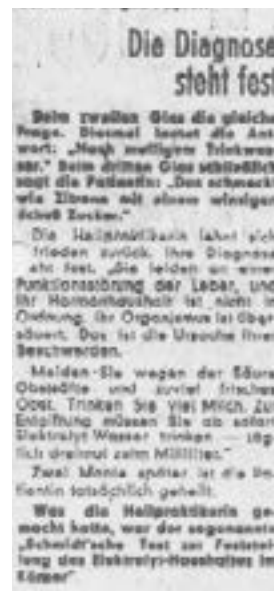 Die Diagnose
steht fest
Beim zweiten Glas die gleiche
Frage. Diesmal lautet die Ant
wort: „Nach salzigem Trinkwas
ser." Beim dritten Glas schließlich
sagt die Patientin: „Das schmeckt
wie Zitrone mit einem winzigen
Schuß Zucker."
Die Heilpraktikerin lehnt sich
frieden zurück. Ihre Diagnose
eht fest. „Sie leiden an einer
Funktionsstörung der Leber, und
Ihr Hormonhaushalt ist nicht in
Ordnung. Ihr Organismus ist über
säuert. Das ist die Ursache Ihrer
Beschwerden.
Meiden Sie wegen der Säure
Obstsäfte und zuviel frisches
Obst. Trinken Sie viel Milch. Zur
Entgiftung müssen Sie ab sofort
Elektrolyt-Wasser trinken — täg
lich dreimal zehn Milliliter."
Zwei Monate später ist die Pa
tientin tatsächlich geheilt.
Was die Heilpraktikerin ge
macht hatte, war der sogenannte
„Schmidt'sche Test zur Feststel
lung des Elektrolyt-Haushaltes im
Körper"